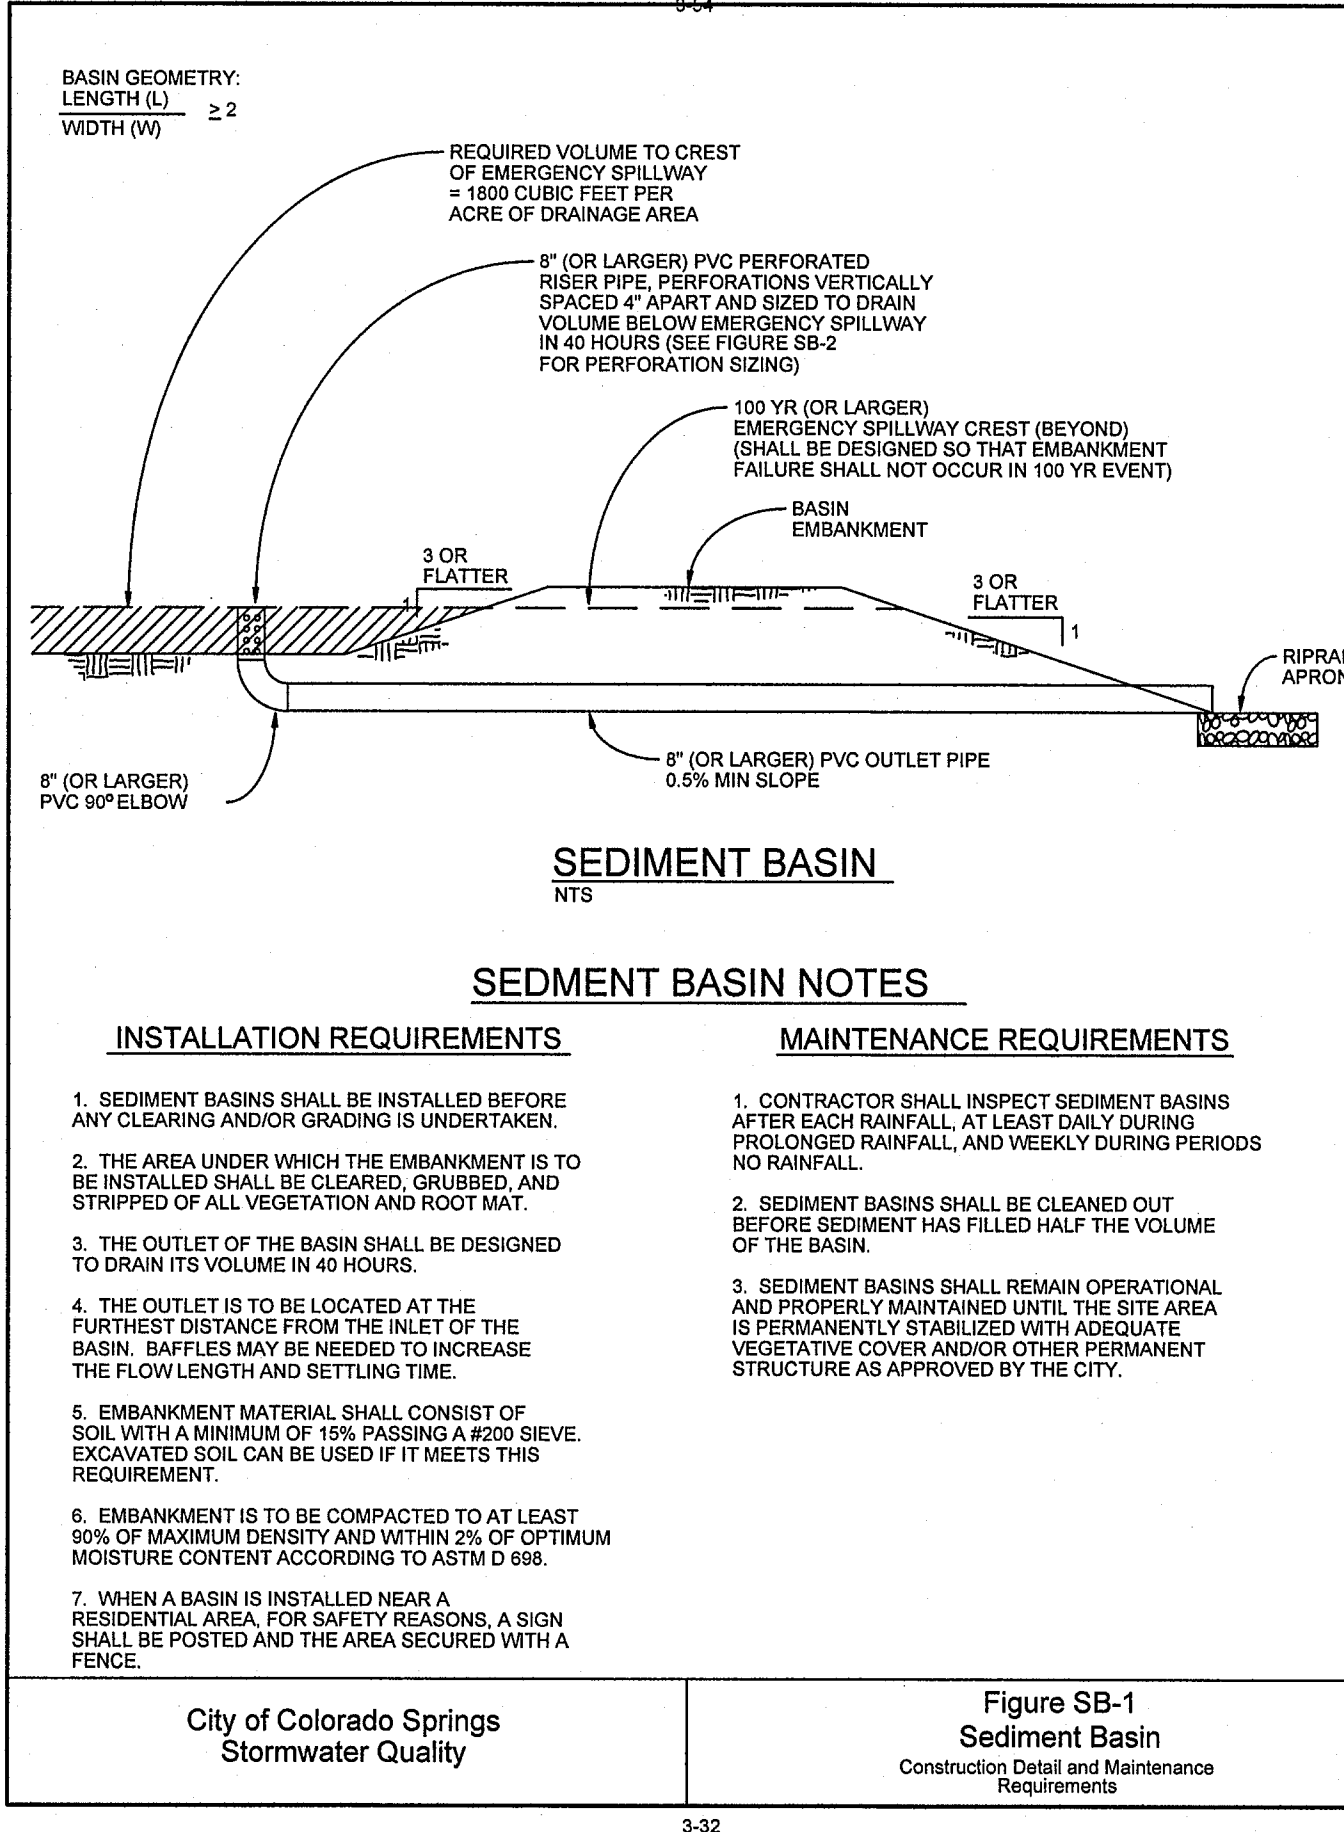 BASIN GEOMETRY:
LENGTH (L)
≥ 2
WIDTH (W)
REQUIRED VOLUME TO CREST
OF EMERGENCY SPILLWAY
= 1800 CUBIC FEET PER
ACRE OF DRAINAGE AREA
8" (OR LARGER) PVC PERFORATED
RISER PIPE, PERFORATIONS VERTICALLY
SPACED 4" APART AND SIZED TO DRAIN
VOLUME BELOW EMERGENCY SPILLWAY
IN 40 HOURS (SEE FIGURE SB-2
FOR PERFORATION SIZING)
100 YR (OR LARGER)
EMERGENCY SPILLWAY CREST (BEYOND)
(SHALL BE DESIGNED SO THAT EMBANKMENT
FAILURE SHALL NOT OCCUR IN 100 YR EVENT)
BASIN
EMBANKMENT
3 OR
FLATTER
1
3 OR
FLATTER
1
RIPRA
APRON
8" (OR LARGER) PVC OUTLET PIPE
0.5% MIN SLOPE
8" (OR LARGER)
PVC 90º ELBOW
SEDIMENT BASIN
NTS
SEDMENT BASIN NOTES
INSTALLATION REQUIREMENTS
1. SEDIMENT BASINS SHALL BE INSTALLED BEFORE
ANY CLEARING AND/OR GRADING IS UNDERTAKEN.
2. THE AREA UNDER WHICH THE EMBANKMENT IS TO
BE INSTALLED SHALL BE CLEARED, GRUBBED, AND
STRIPPED OF ALL VEGETATION AND ROOT MAT.
3. THE OUTLET OF THE BASIN SHALL BE DESIGNED
TO DRAIN ITS VOLUME IN 40 HOURS.
4. THE OUTLET IS TO BE LOCATED AT THE
FURTHEST DISTANCE FROM THE INLET OF THE
BASIN. BAFFLES MAY BE NEEDED TO INCREASE
THE FLOW LENGTH AND SETTLING TIME.
5. EMBANKMENT MATERIAL SHALL CONSIST OF
SOIL WITH A MINIMUM OF 15% PASSING A #200 SIEVE.
EXCAVATED SOIL CAN BE USED IF IT MEETS THIS
REQUIREMENT.
6. EMBANKMENT IS TO BE COMPACTED TO AT LEAST
90% OF MAXIMUM DENSITY AND WITHIN 2% OF OPTIMUM
MOISTURE CONTENT ACCORDING TO ASTM D 698.
7. WHEN A BASIN IS INSTALLED NEAR A
RESIDENTIAL AREA, FOR SAFETY REASONS, A SIGN
SHALL BE POSTED AND THE AREA SECURED WITH A
FENCE.
MAINTENANCE REQUIREMENTS
1. CONTRACTOR SHALL INSPECT SEDIMENT BASINS
AFTER EACH RAINFALL, AT LEAST DAILY DURING
PROLONGED RAINFALL, AND WEEKLY DURING PERIODS
NO RAINFALL.
2. SEDIMENT BASINS SHALL BE CLEANED OUT
BEFORE SEDIMENT HAS FILLED HALF THE VOLUME
OF THE BASIN.
3. SEDIMENT BASINS SHALL REMAIN OPERATIONAL
AND PROPERLY MAINTAINED UNTIL THE SITE AREA
IS PERMANENTLY STABILIZED WITH ADEQUATE
VEGETATIVE COVER AND/OR OTHER PERMANENT
STRUCTURE AS APPROVED BY THE CITY.
City of Colorado Springs
Stormwater Quality
Figure SB-1
Sediment Basin
Construction Detail and Maintenance
Requirements
3-32